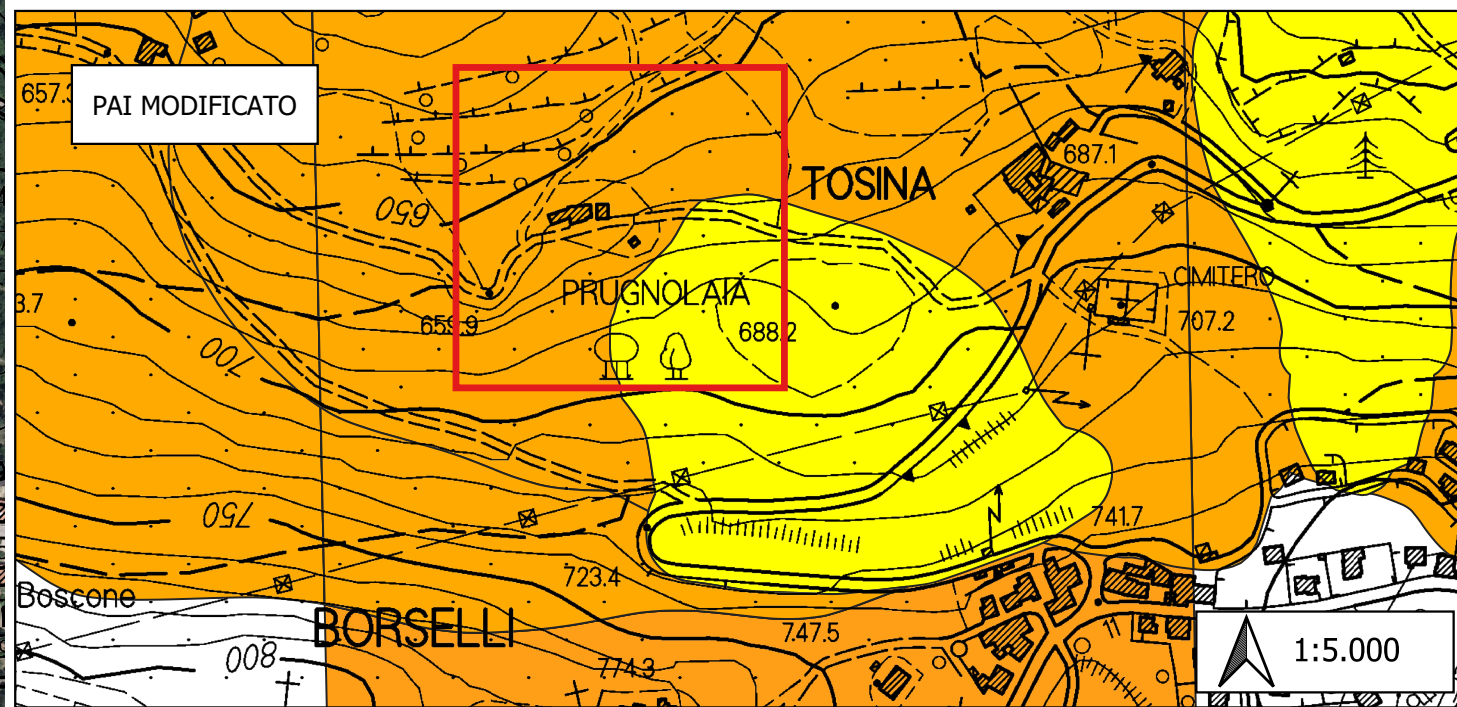 657.3
PAI MODIFICATO
650
TOSINA
687.1
PRUGNOLAIA
CIMITERO
3.7
659.9
688.2
707.2
700
750
741.7
723.4
Boscone
BORSELLI
747.5
800
774.3
1:5.000